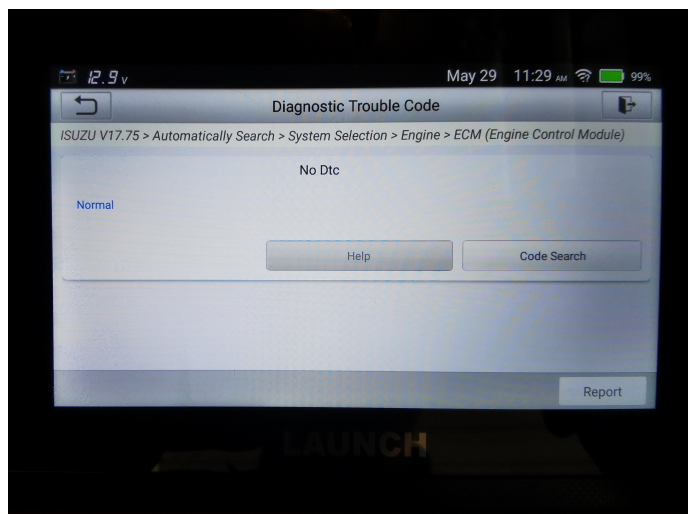 12.9 v
May 29 11:29 AM 99%
Diagnostic Trouble Code
ISUZU V17.75 > Automatically Search > System Selection > Engine > ECM (Engine Control Module)
No Dtc
Normal
Help
Code Search
Report
LAUNCH